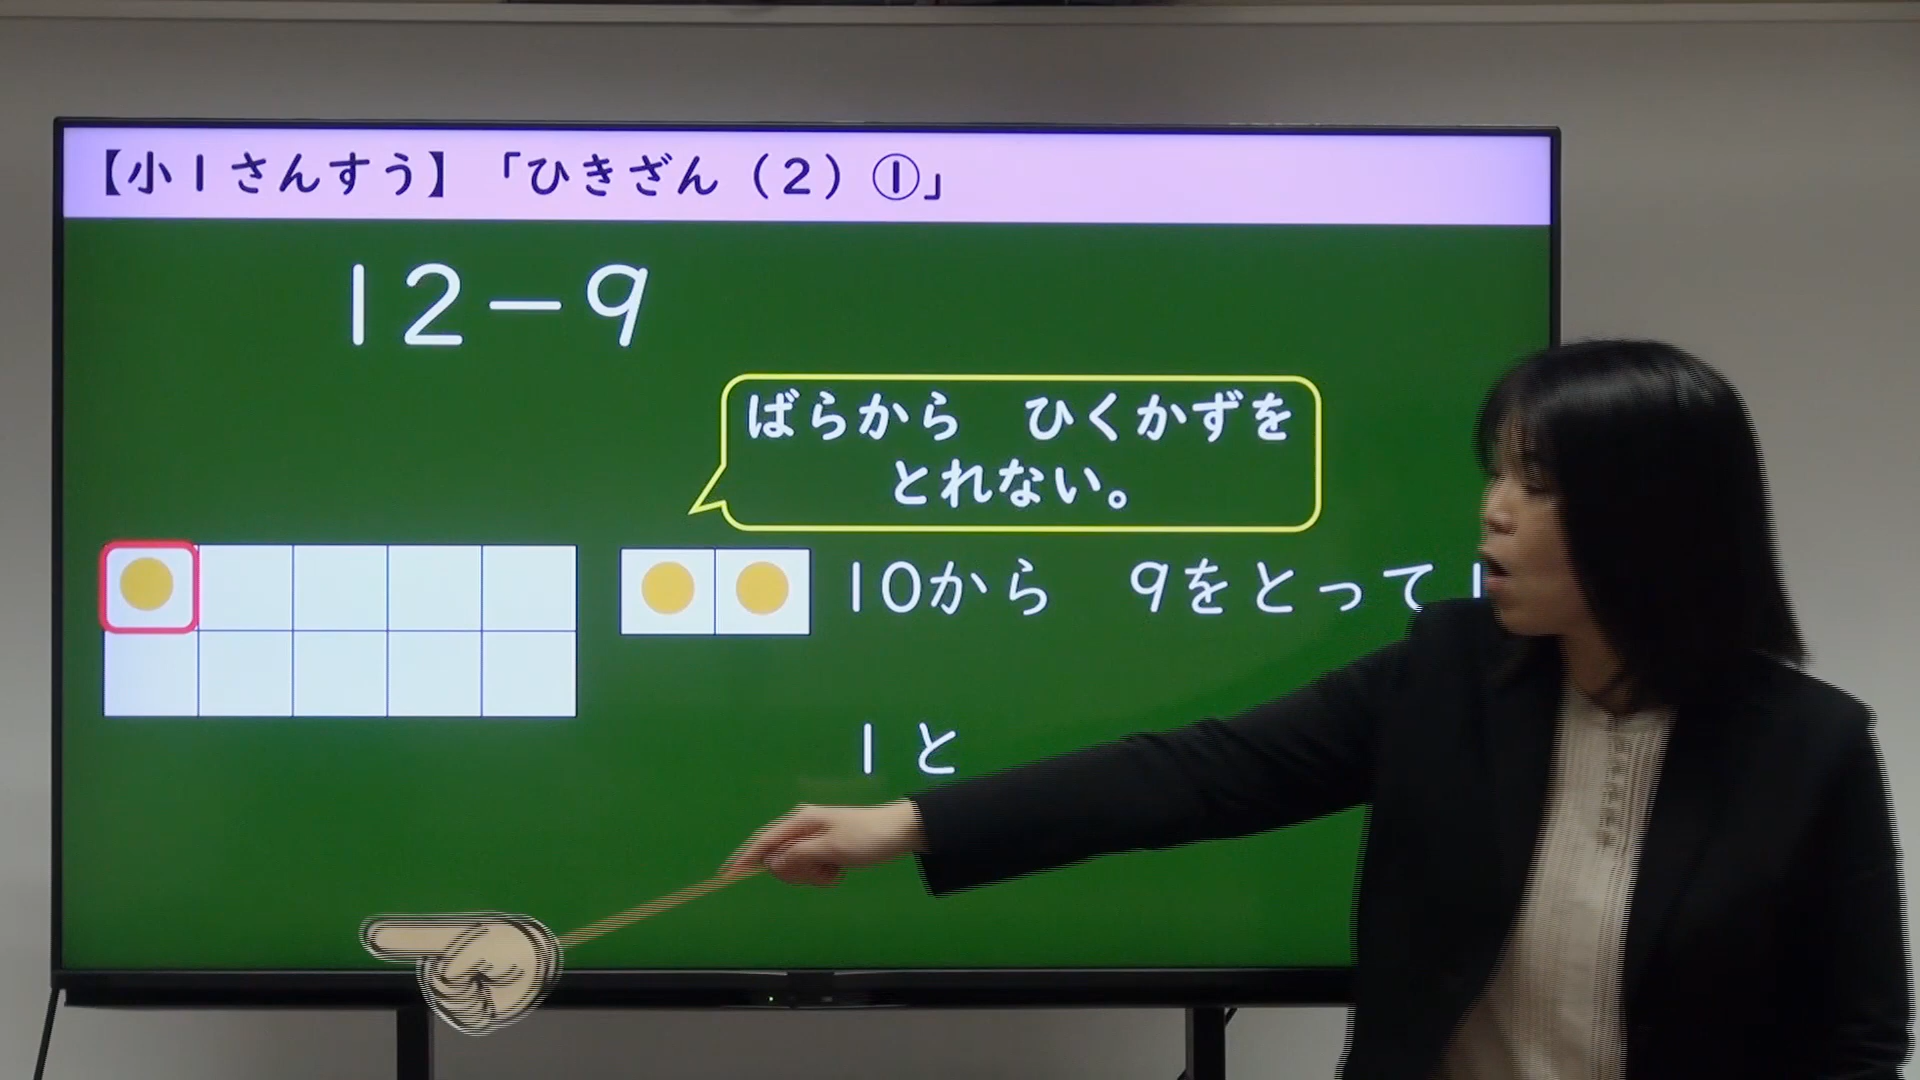 【小1さんすう】「ひきざん（2）①」
12－9
ばらから　ひくかずを
とれない。
10から　9をとって1
1と